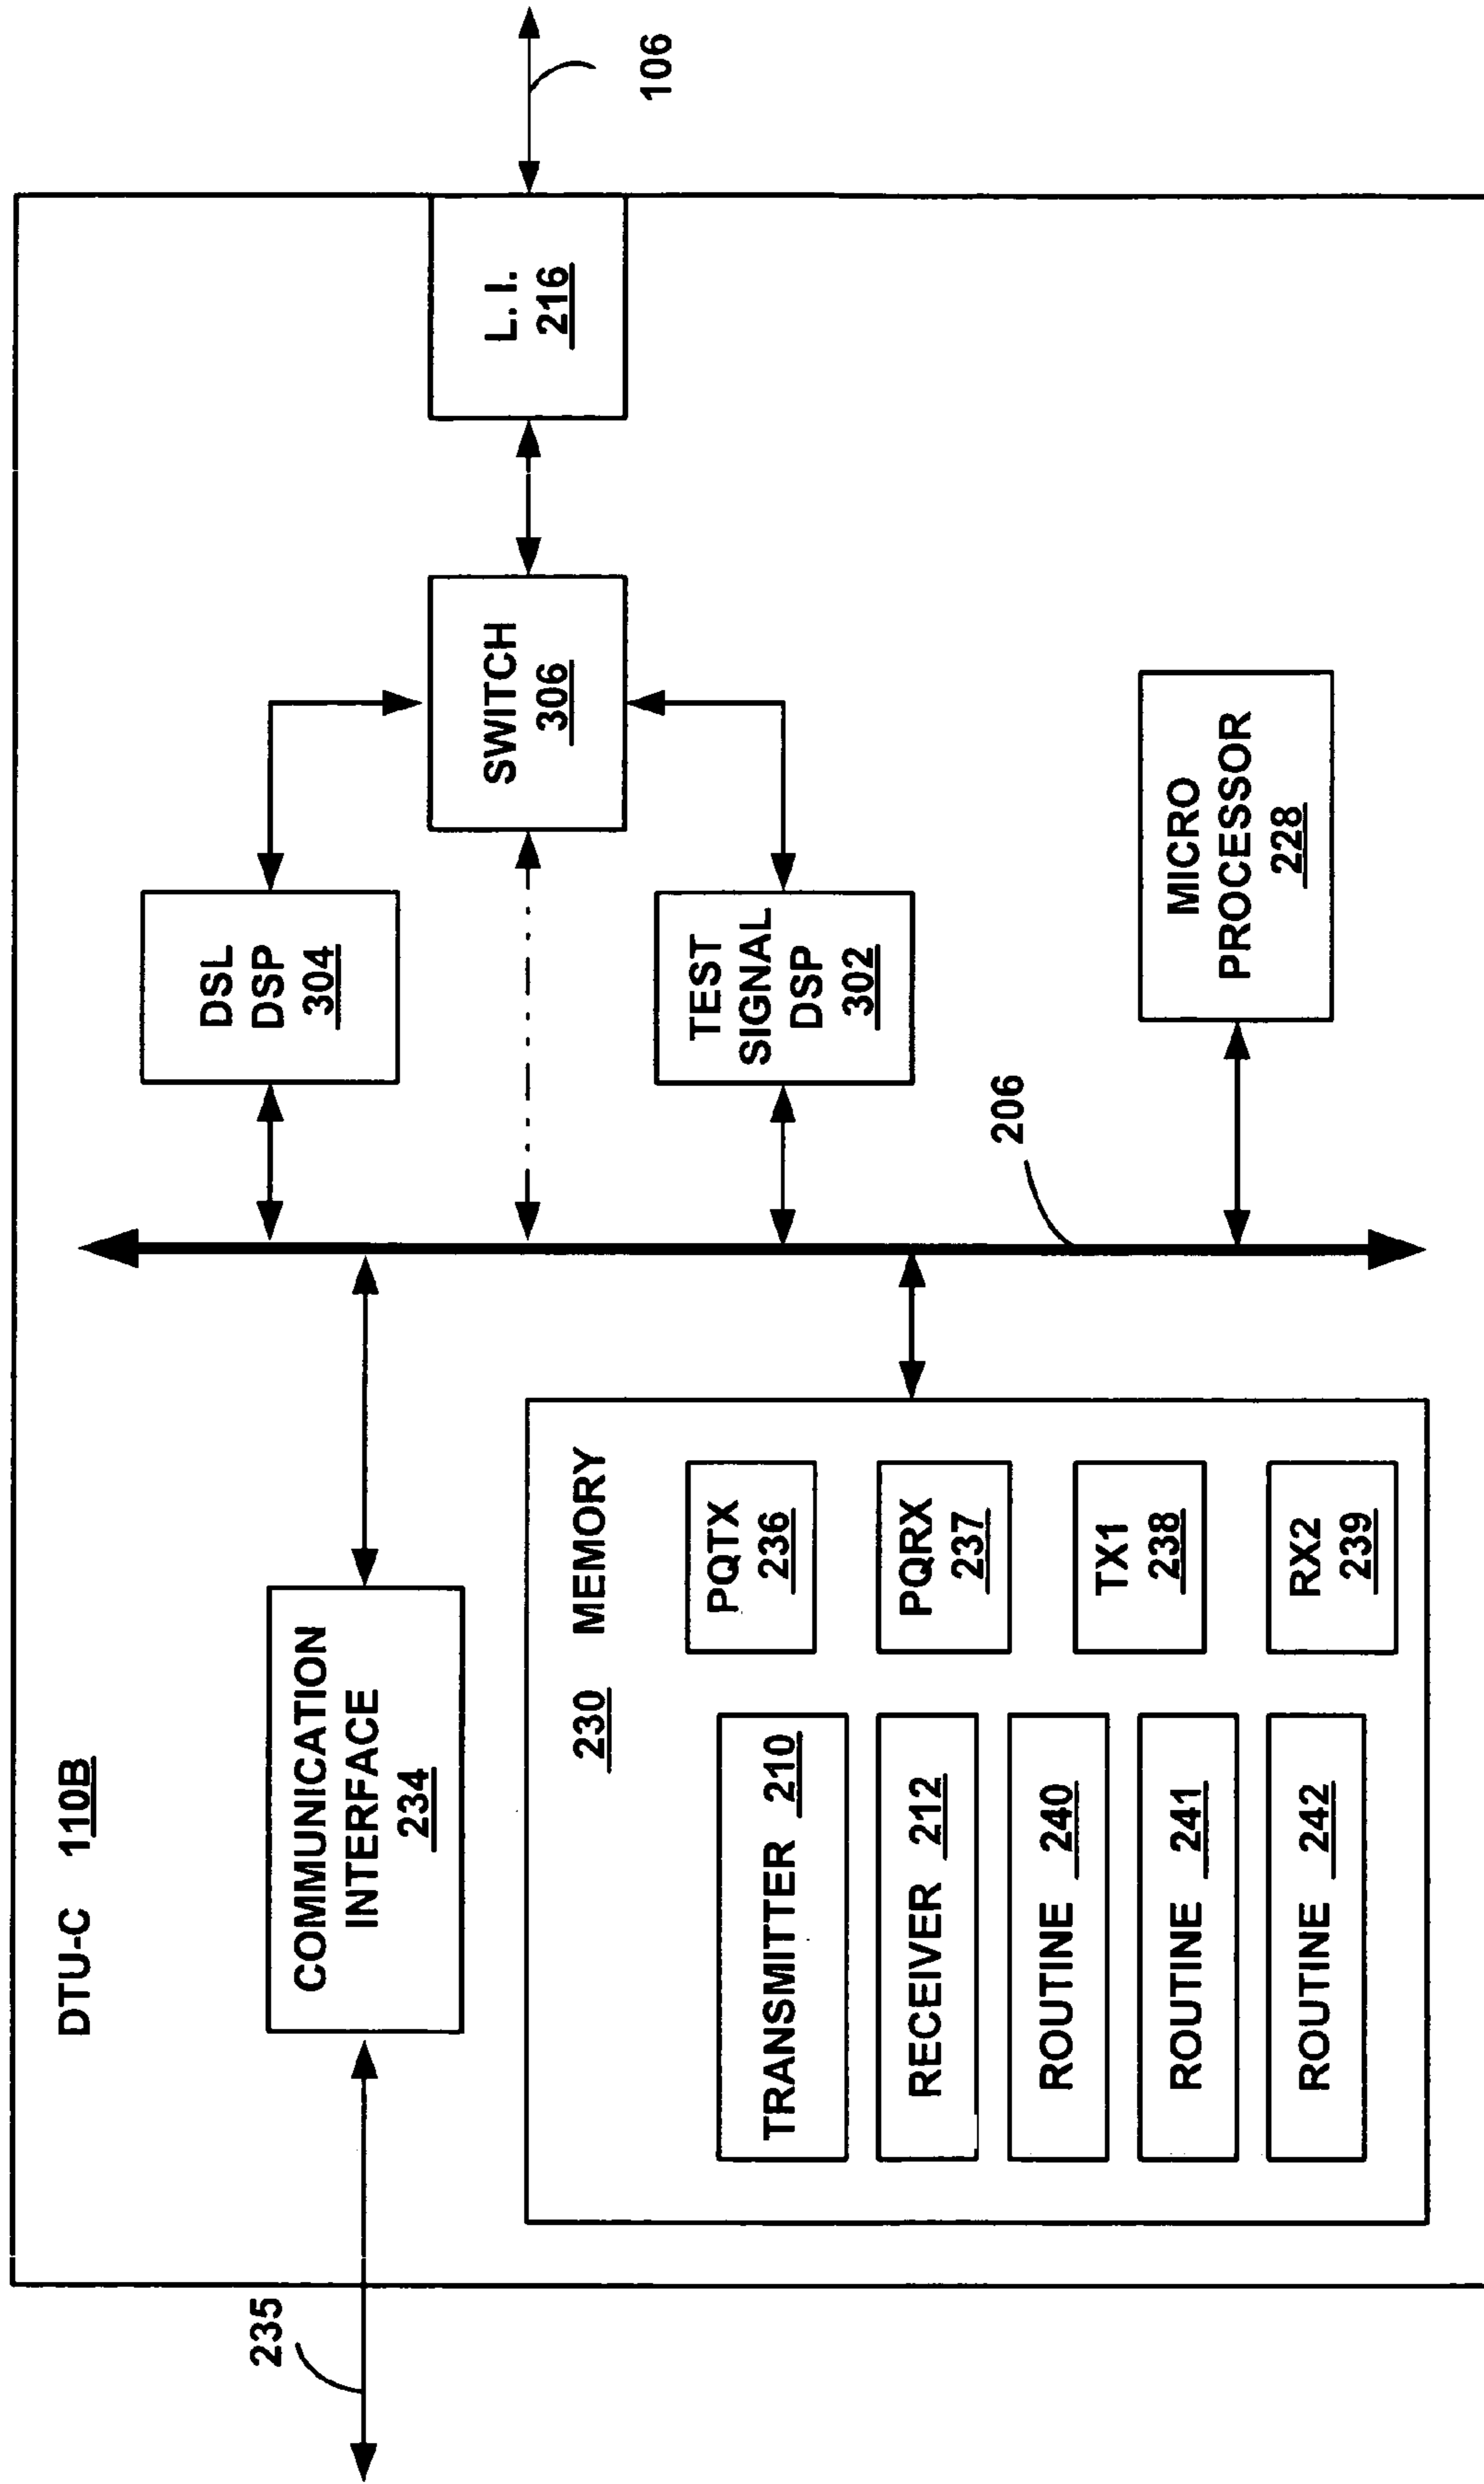 DTU-C 110B
235
COMMUNICATION
INTERFACE
234
230 MEMORY
TRANSMITTER 210
RECEIVER 212
ROUTINE 240
ROUTINE 241
ROUTINE 242
PQTX
236
PQRX
237
TX1
238
RX2
239
206
DSL
DSP
304
TEST
SIGNAL
DSP
302
MICRO
PROCESSOR
228
SWITCH
306
L. I.
216
106